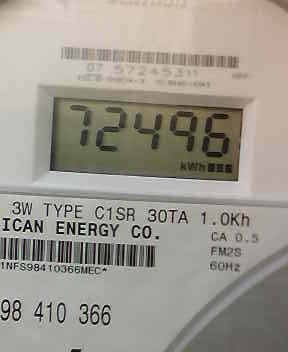 07 57245311
72496
kWh
3W TYPE C1SR 30TA 1.0Kh
ICAN ENERGY CO.
CA 0.5
FM2S
1NFS98410366MEC*
60Hz
98 410 366